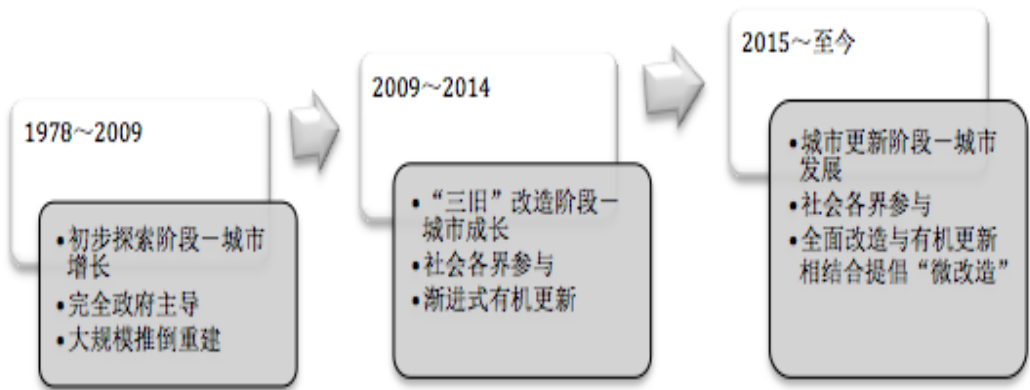 1978～2009
•初步探索阶段－城市
增长
•完全政府主导
•大规模推倒重建
2009～2014
•“三旧”改造阶段－
城市成长
•社会各界参与
•渐进式有机更新
2015～至今
•城市更新阶段－城市
发展
•社会各界参与
•全面改造与有机更新
相结合提倡“微改造”